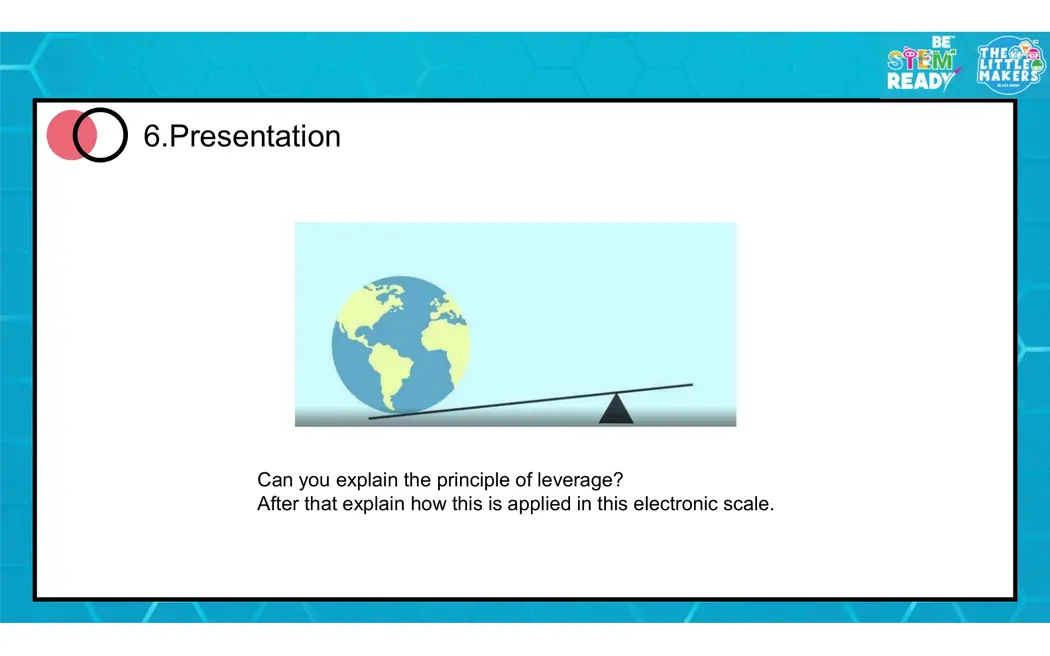 BE
STEM
READY
THE
LITTLE
MAKERS
6.Presentation
Can you explain the principle of leverage?
After that explain how this is applied in this electronic scale.